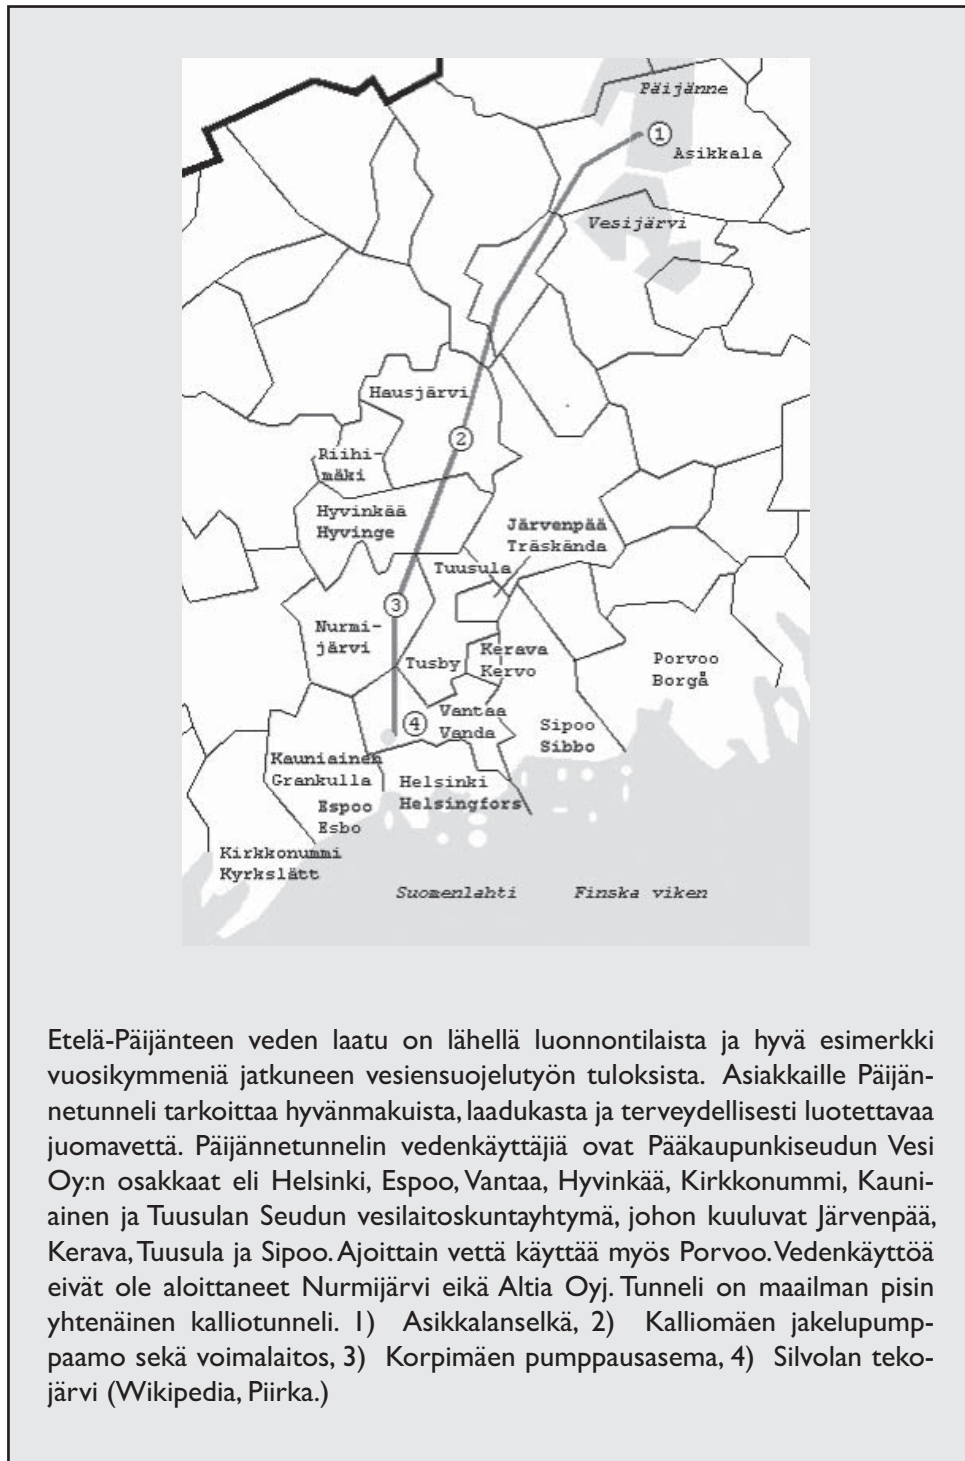 Päijänne
1
Asikkala
Vesijärvi
Hausjärvi
2
Riihi-
mäki
Hyvinkää
Hyvinge
Järvenpää
Träskända
Tuusula
3
Nurmi-
järvi
Kerava
Kervo
Tusby
Porvoo
Borgå
4
Vantaa
Vanda
Sipoo
Sibbo
Kauniainen
Grankulla
Helsinki
Helsingfors
Espoo
Esbo
Kirkkonummi
Kyrkslätt
Suomenlahti
Finska viken
Etelä-Päijänteen veden laatu on lähellä luonnontilaista ja hyvä esimerkki
vuosikymmeniä jatkuneen vesiensuojelutyön tuloksista. Asiakkaille Päijän-
netunneli tarkoittaa hyvänmakuista, laadukasta ja terveydellisesti luotettavaa
juomavettä. Päijännetunnelin vedenkäyttäjiä ovat Pääkaupunkiseudun Vesi
Oy:n osakkaat eli Helsinki, Espoo, Vantaa, Hyvinkää, Kirkkonummi, Kauni-
ainen ja Tuusulan Seudun vesilaitoskuntayhtymä, johon kuuluvat Järvenpää,
Kerava, Tuusula ja Sipoo. Ajoittain vettä käyttää myös Porvoo. Vedenkäyttöä
eivät ole aloittaneet Nurmijärvi eikä Altia Oyj. Tunneli on maailman pisin
yhtenäinen kalliotunneli. 1) Asikkalanselkä, 2) Kalliomäen jakelupump-
paamo sekä voimalaitos, 3) Korpimäen pumppausasema, 4) Silvolan teko-
järvi (Wikipedia, Piirka.)